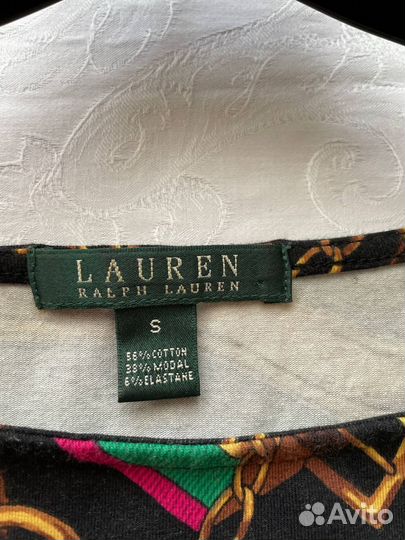 LAUREN
RALPH LAUREN
S
56% COTTON
38% MODAL
6% ELASTANE
Avito